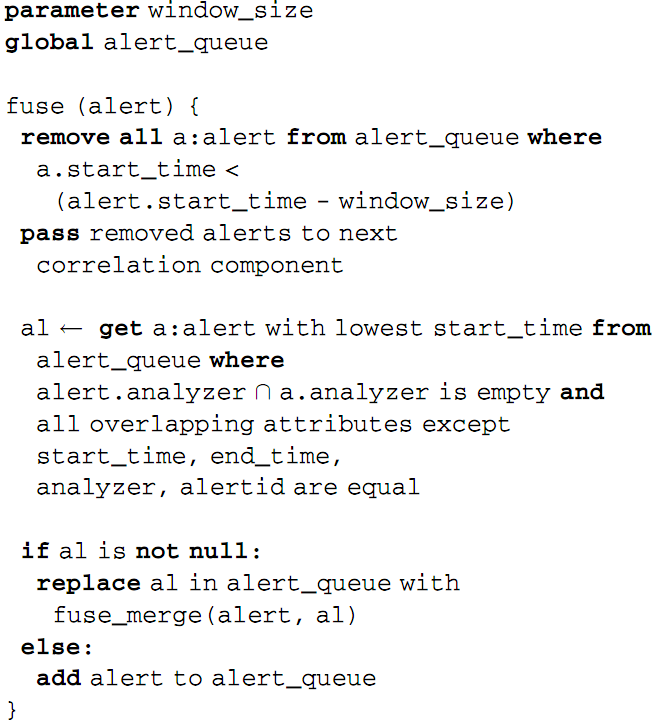 parameter window_size
global alert_queue
fuse (alert) {
remove all a:alert from alert_queue where
a.start_time <
(alert.start_time - window_size)
pass removed alerts to next
correlation component
al ← get a:alert with lowest start_time from
alert_queue where
alert.analyzer ∩ a.analyzer is empty and
all overlapping attributes except
start_time, end_time,
analyzer, alertid are equal
if al is not null:
replace al in alert_queue with
fuse_merge(alert, al)
else:
add alert to alert_queue
}